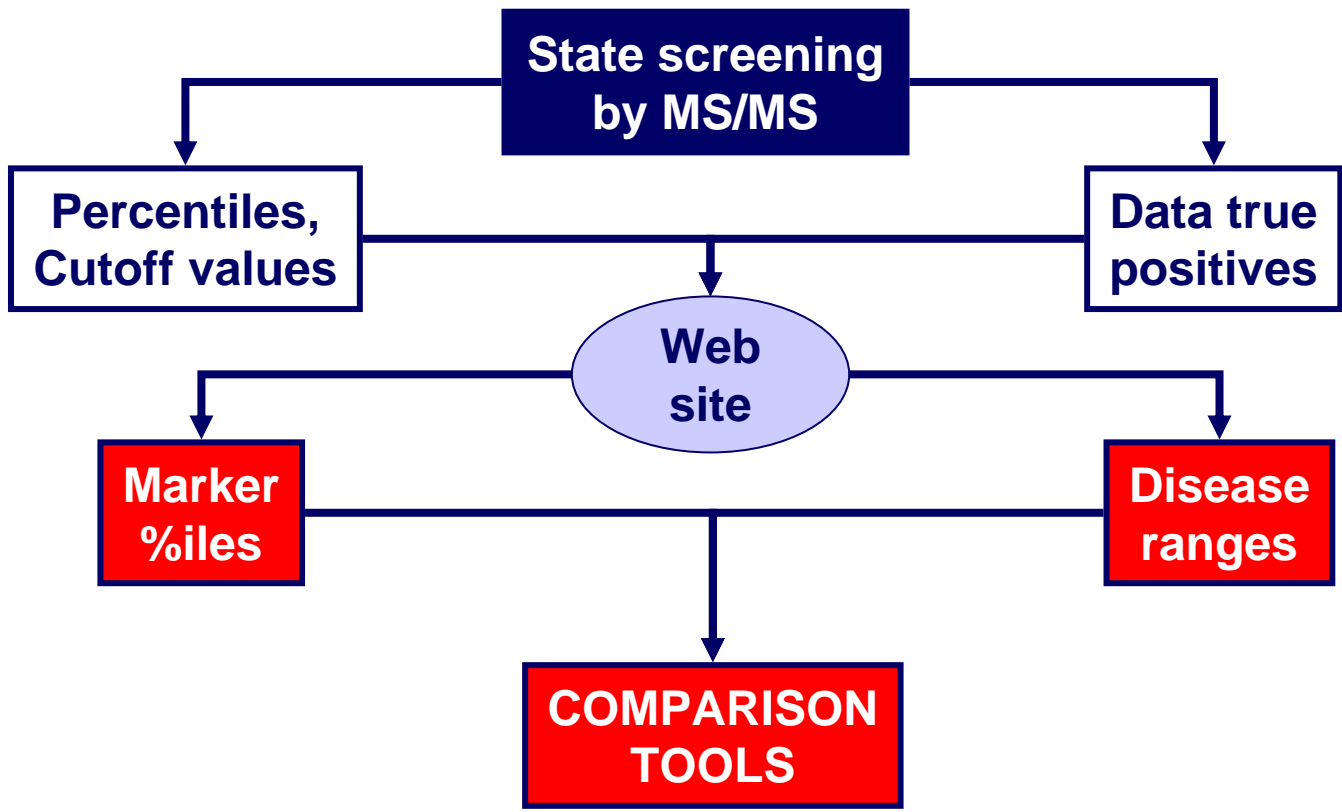 State screening
by MS/MS
Percentiles,
Cutoff values
Data true
positives
Web
site
Marker
%iles
Disease
ranges
COMPARISON
TOOLS